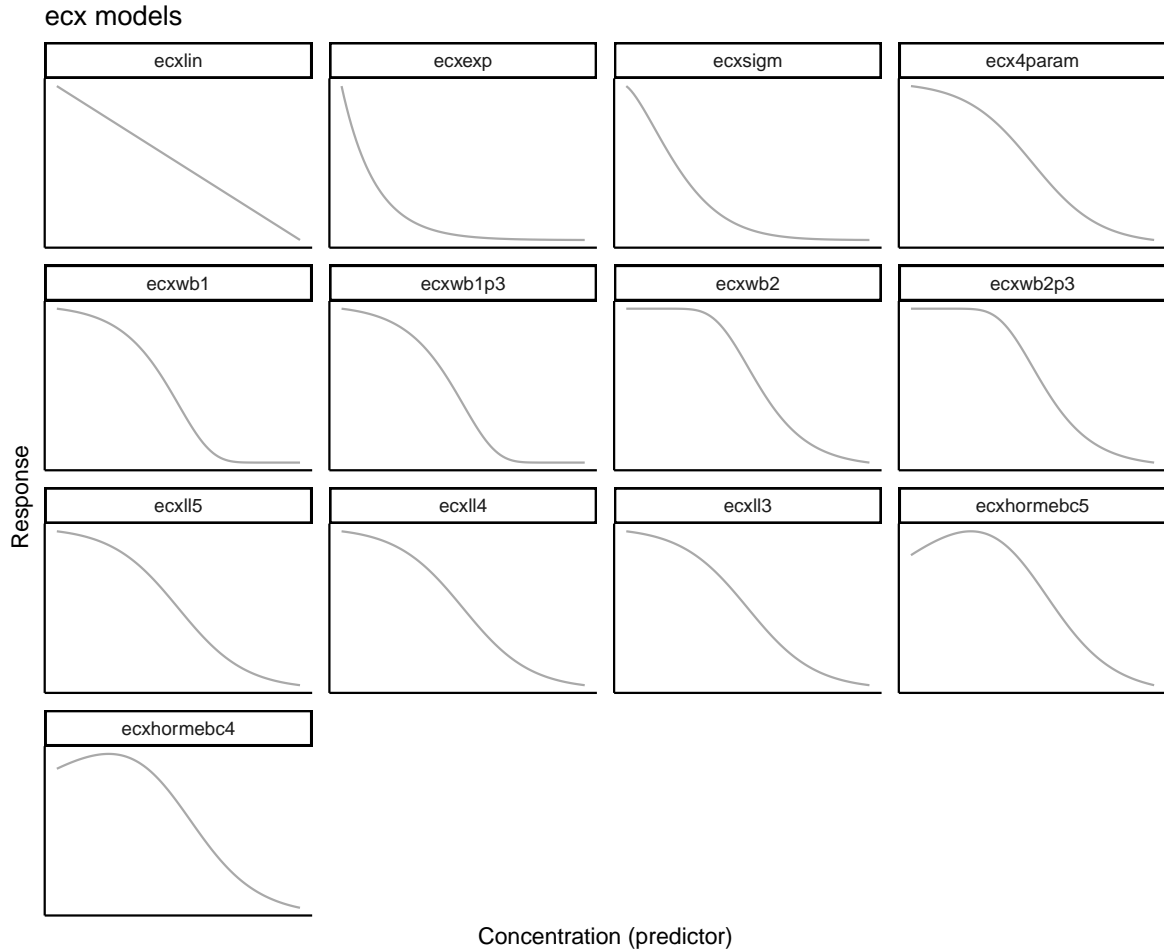 ecx models
ecxlin
ecxexp
ecxsigm
ecx4param
ecxwb1
ecxwb1p3
ecxwb2
ecxwb2p3
ecxll5
ecxll4
ecxll3
ecxhormebc5
ecxhormebc4
Response
Concentration (predictor)